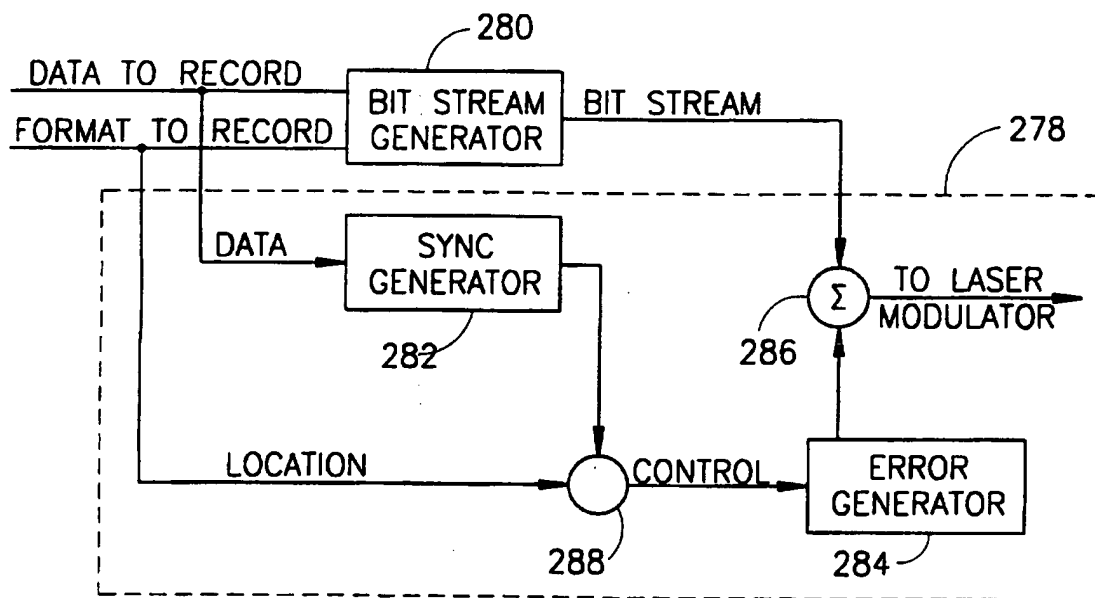 280
DATA TO RECORD
BIT STREAM
GENERATOR
BIT STREAM
FORMAT TO RECORD
278
DATA
SYNC
GENERATOR
282
Σ
TO LASER
MODULATOR
286
LOCATION
CONTROL
ERROR
GENERATOR
288
284